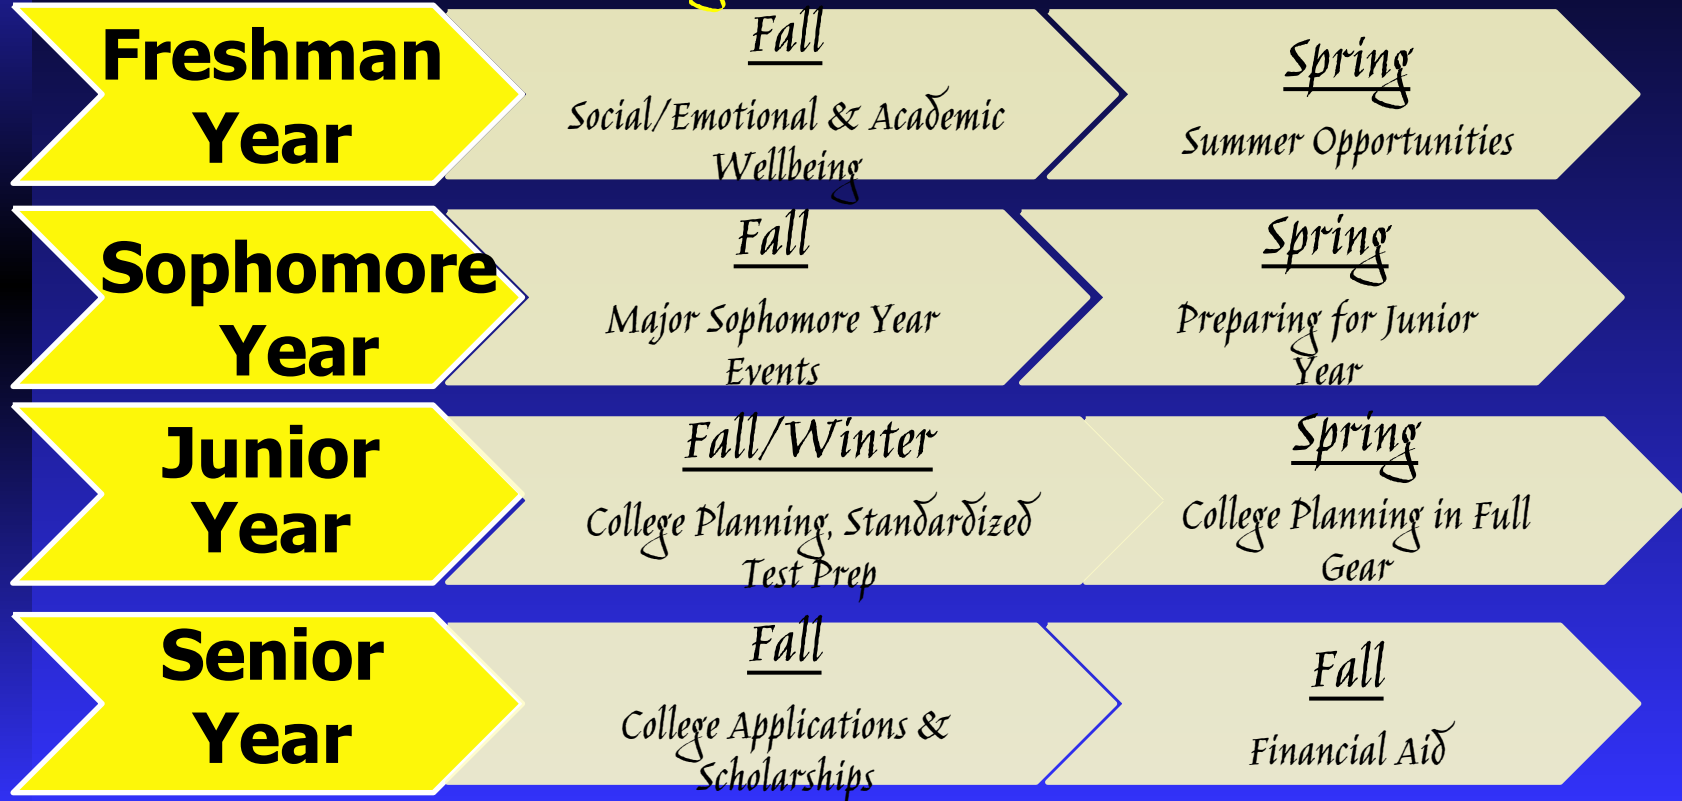 Freshman
Year
Fall
Social/Emotional & Academic
Wellbeing
Spring
Summer Opportunities
Sophomore
Year
Fall
Major Sophomore Year
Events
Spring
Preparing for Junior
Year
Junior
Year
Fall/Winter
College Planning, Standardized
Test Prep
Spring
College Planning in Full
Gear
Senior
Year
Fall
College Applications &
Scholarships
Fall
Financial Aid